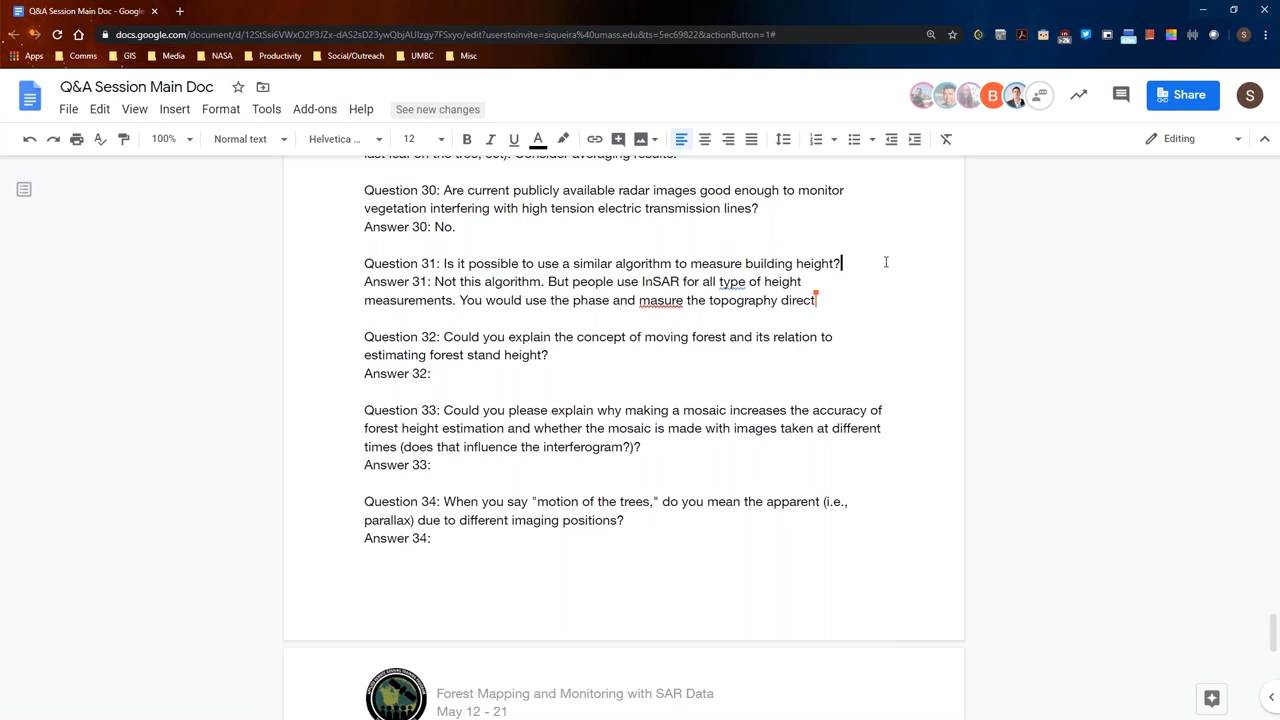 Q&A Session Main Doc - Google
docs.google.com/document/d/12StSsi6VWxO2P3JZx-dAS2sD23ywQbjAUIzgy7FSxyo/edit?userstoinvite=siqueira%40umass.edu&ts=5ec69822&actionButton=1#
Apps Comms GIS Media NASA Productivity Social/Outreach UMBC Misc
Q&A Session Main Doc
File Edit View Insert Format Tools Add-ons Help See new changes
B Share S
100% Normal text Helvetica ... 12 B I U A Editing
last leaf on the tree, ect). Consider averaging results.
Question 30: Are current publicly available radar images good enough to monitor
vegetation interfering with high tension electric transmission lines?
Answer 30: No.
Question 31: Is it possible to use a similar algorithm to measure building height?
Answer 31: Not this algorithm. But people use InSAR for all type of height
measurements. You would use the phase and masure the topography direct
Question 32: Could you explain the concept of moving forest and its relation to
estimating forest stand height?
Answer 32:
Question 33: Could you please explain why making a mosaic increases the accuracy of
forest height estimation and whether the mosaic is made with images taken at different
times (does that influence the interferogram?)?
Answer 33:
Question 34: When you say "motion of the trees," do you mean the apparent (i.e.,
parallax) due to different imaging positions?
Answer 34:
Forest Mapping and Monitoring with SAR Data
May 12 - 21